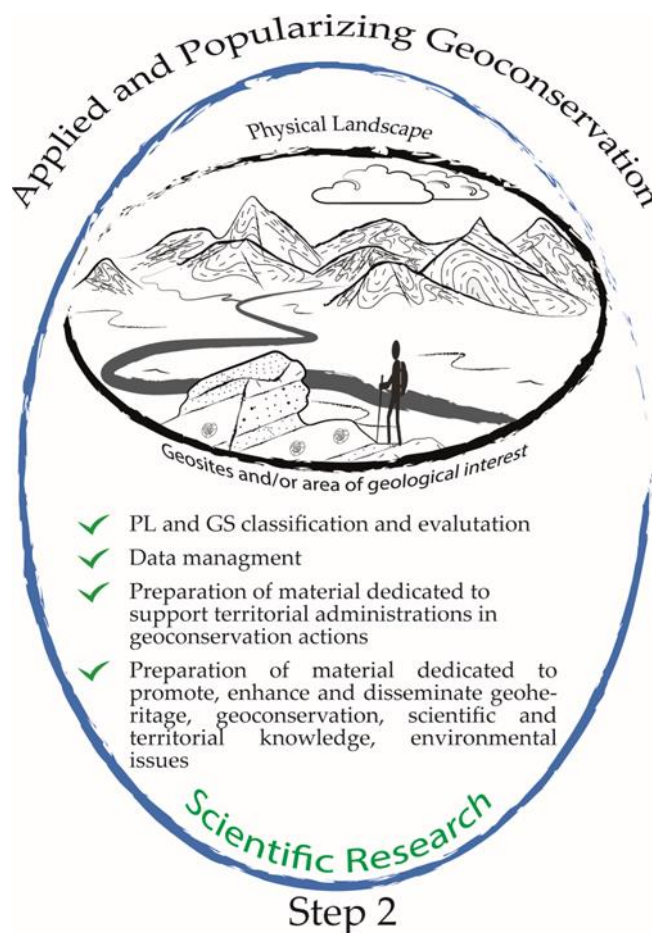 Applied and Popularizing Geoconservation
Physical Landscape
Geosites and/or area of geological interest
PL and GS classification and evalutation
Data managment
Preparation of material dedicated to
support territorial administrations in
geoconservation actions
Preparation of material dedicated to
promote, enhance and disseminate geohe-
ritage, geoconservation, scientific and
territorial knowledge, environmental
issues
Scientific Research
Step 2